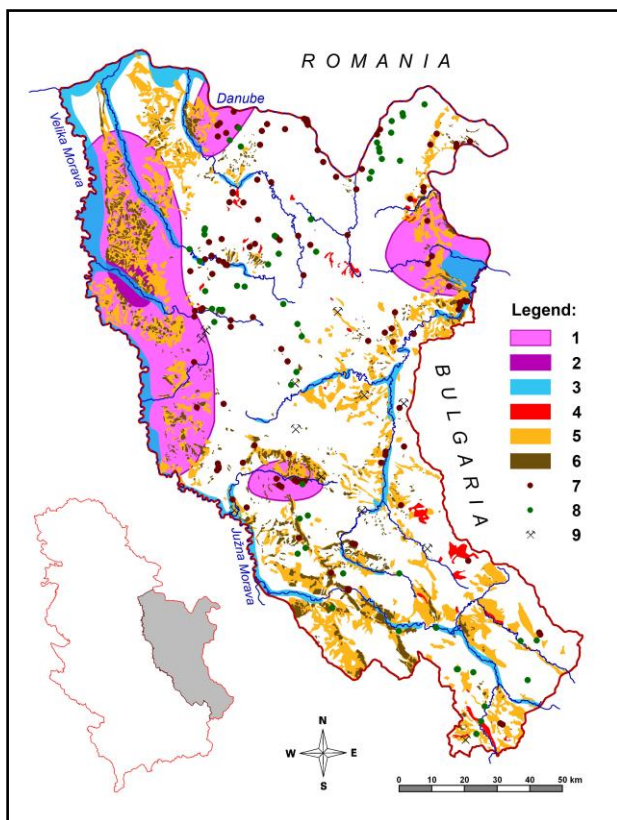 ROMANIA
Danube
Velika Morava
Legend:
1
2
3
4
5
6
7
8
9
BULGARIA
Južna Morava
N
W E
S
0 10 20 30 40 50 km